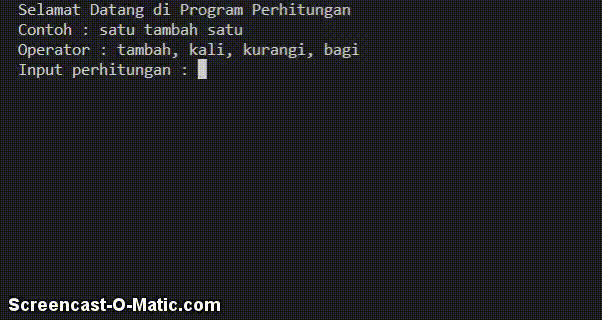 Selamat Datang di Program Perhitungan
Contoh : satu tambah satu
Operator : tambah, kali, kurangi, bagi
Input perhitungan :
Screencast-O-Matic.com